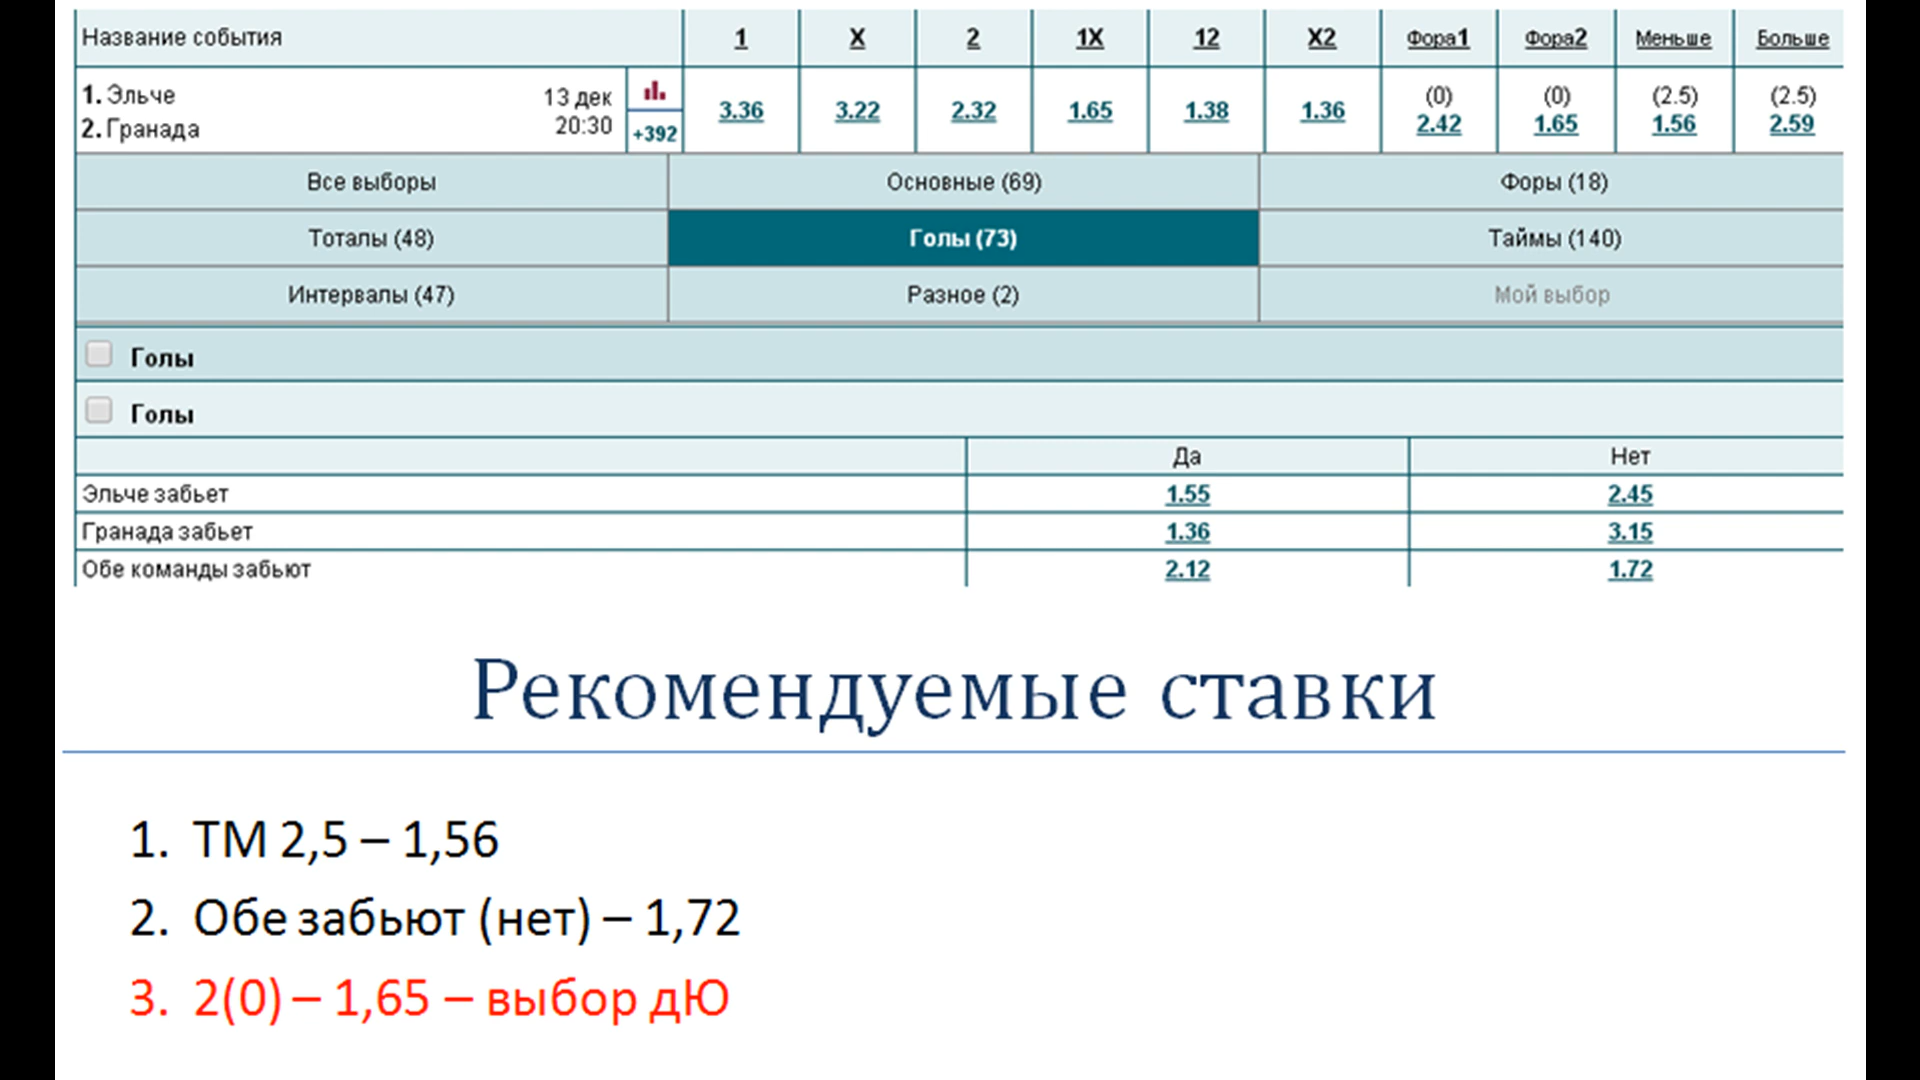 Название события 1 X 2 1X 12 X2 Фора1 Фора2 Меньше Больше
1. Эльче 13 дек (0) (0) (2.5) (2.5)
3.36 3.22 2.32 1.65 1.38 1.36
2. Гранада 20:30 +392 2.42 1.65 1.56 2.59
Все выборы Основные (69) Форы (18)
Тоталы (48) Голы (73) Таймы (140)
Интервалы (47) Разное (2) Мой выбор
Голы
Голы
Да Нет
Эльче забьет 1.55 2.45
Гранада забьет 1.36 3.15
Обе команды забьют 2.12 1.72
Рекомендуемые ставки
1. ТМ 2,5 – 1,56
2. Обе забьют (нет) – 1,72
3. 2(0) – 1,65 – выбор дЮ